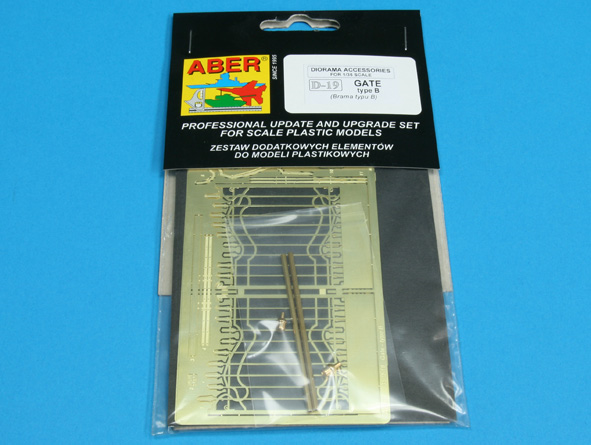 ABER®
SINCE 1995
DIORAMA ACCESSORIES
FOR 1/35 SCALE
D-19
GATE
type B
(Brama typu B)
PROFESSIONAL UPDATE AND UPGRADE SET
FOR SCALE PLASTIC MODELS
ZESTAW DODATKOWYCH ELEMENTÓW
DO MODELI PLASTIKOWYCH